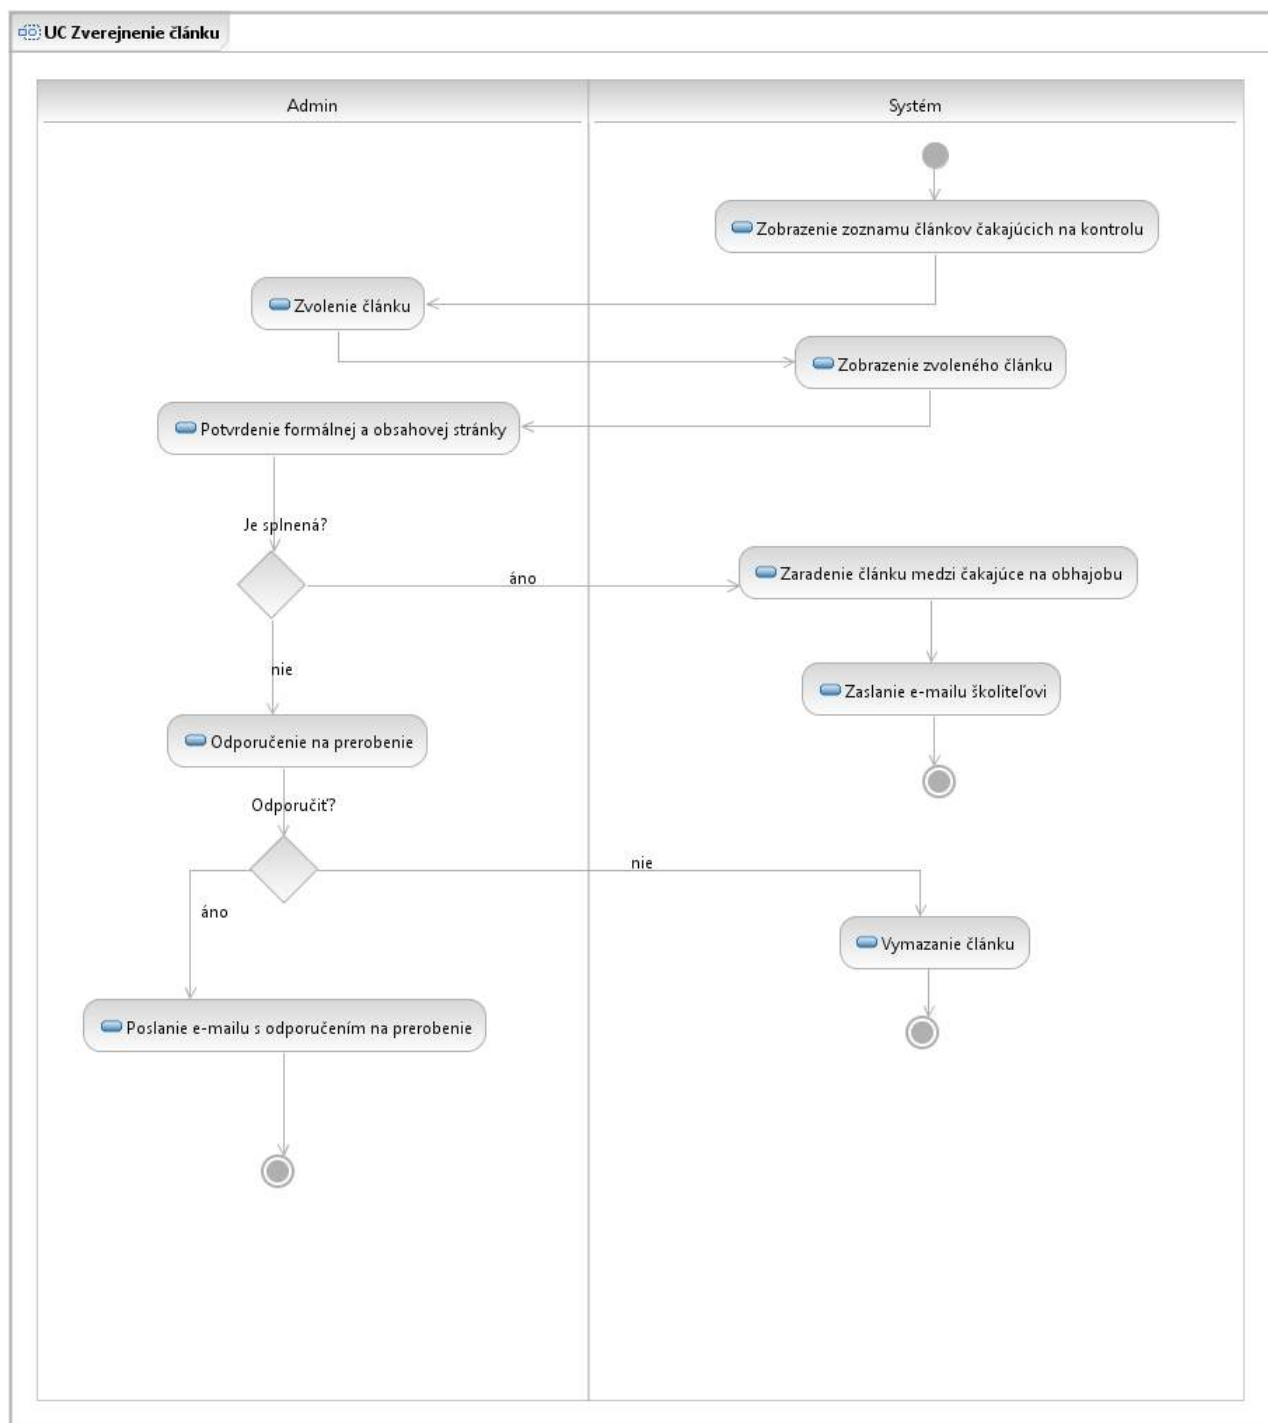 UC Zverejnenie článku
Admin
Systém
Zobrazenie zoznamu článkov čakajúcich na kontrolu
Zvolenie článku
Zobrazenie zvoleného článku
Potvrdenie formálnej a obsahovej stránky
Je splnená?
áno
Zaradenie článku medzi čakajúce na obhajobu
nie
Zaslanie e-mailu školiteľovi
Odporučenie na prerobenie
Odporučiť?
nie
áno
Vymazanie článku
Poslanie e-mailu s odporučením na prerobenie